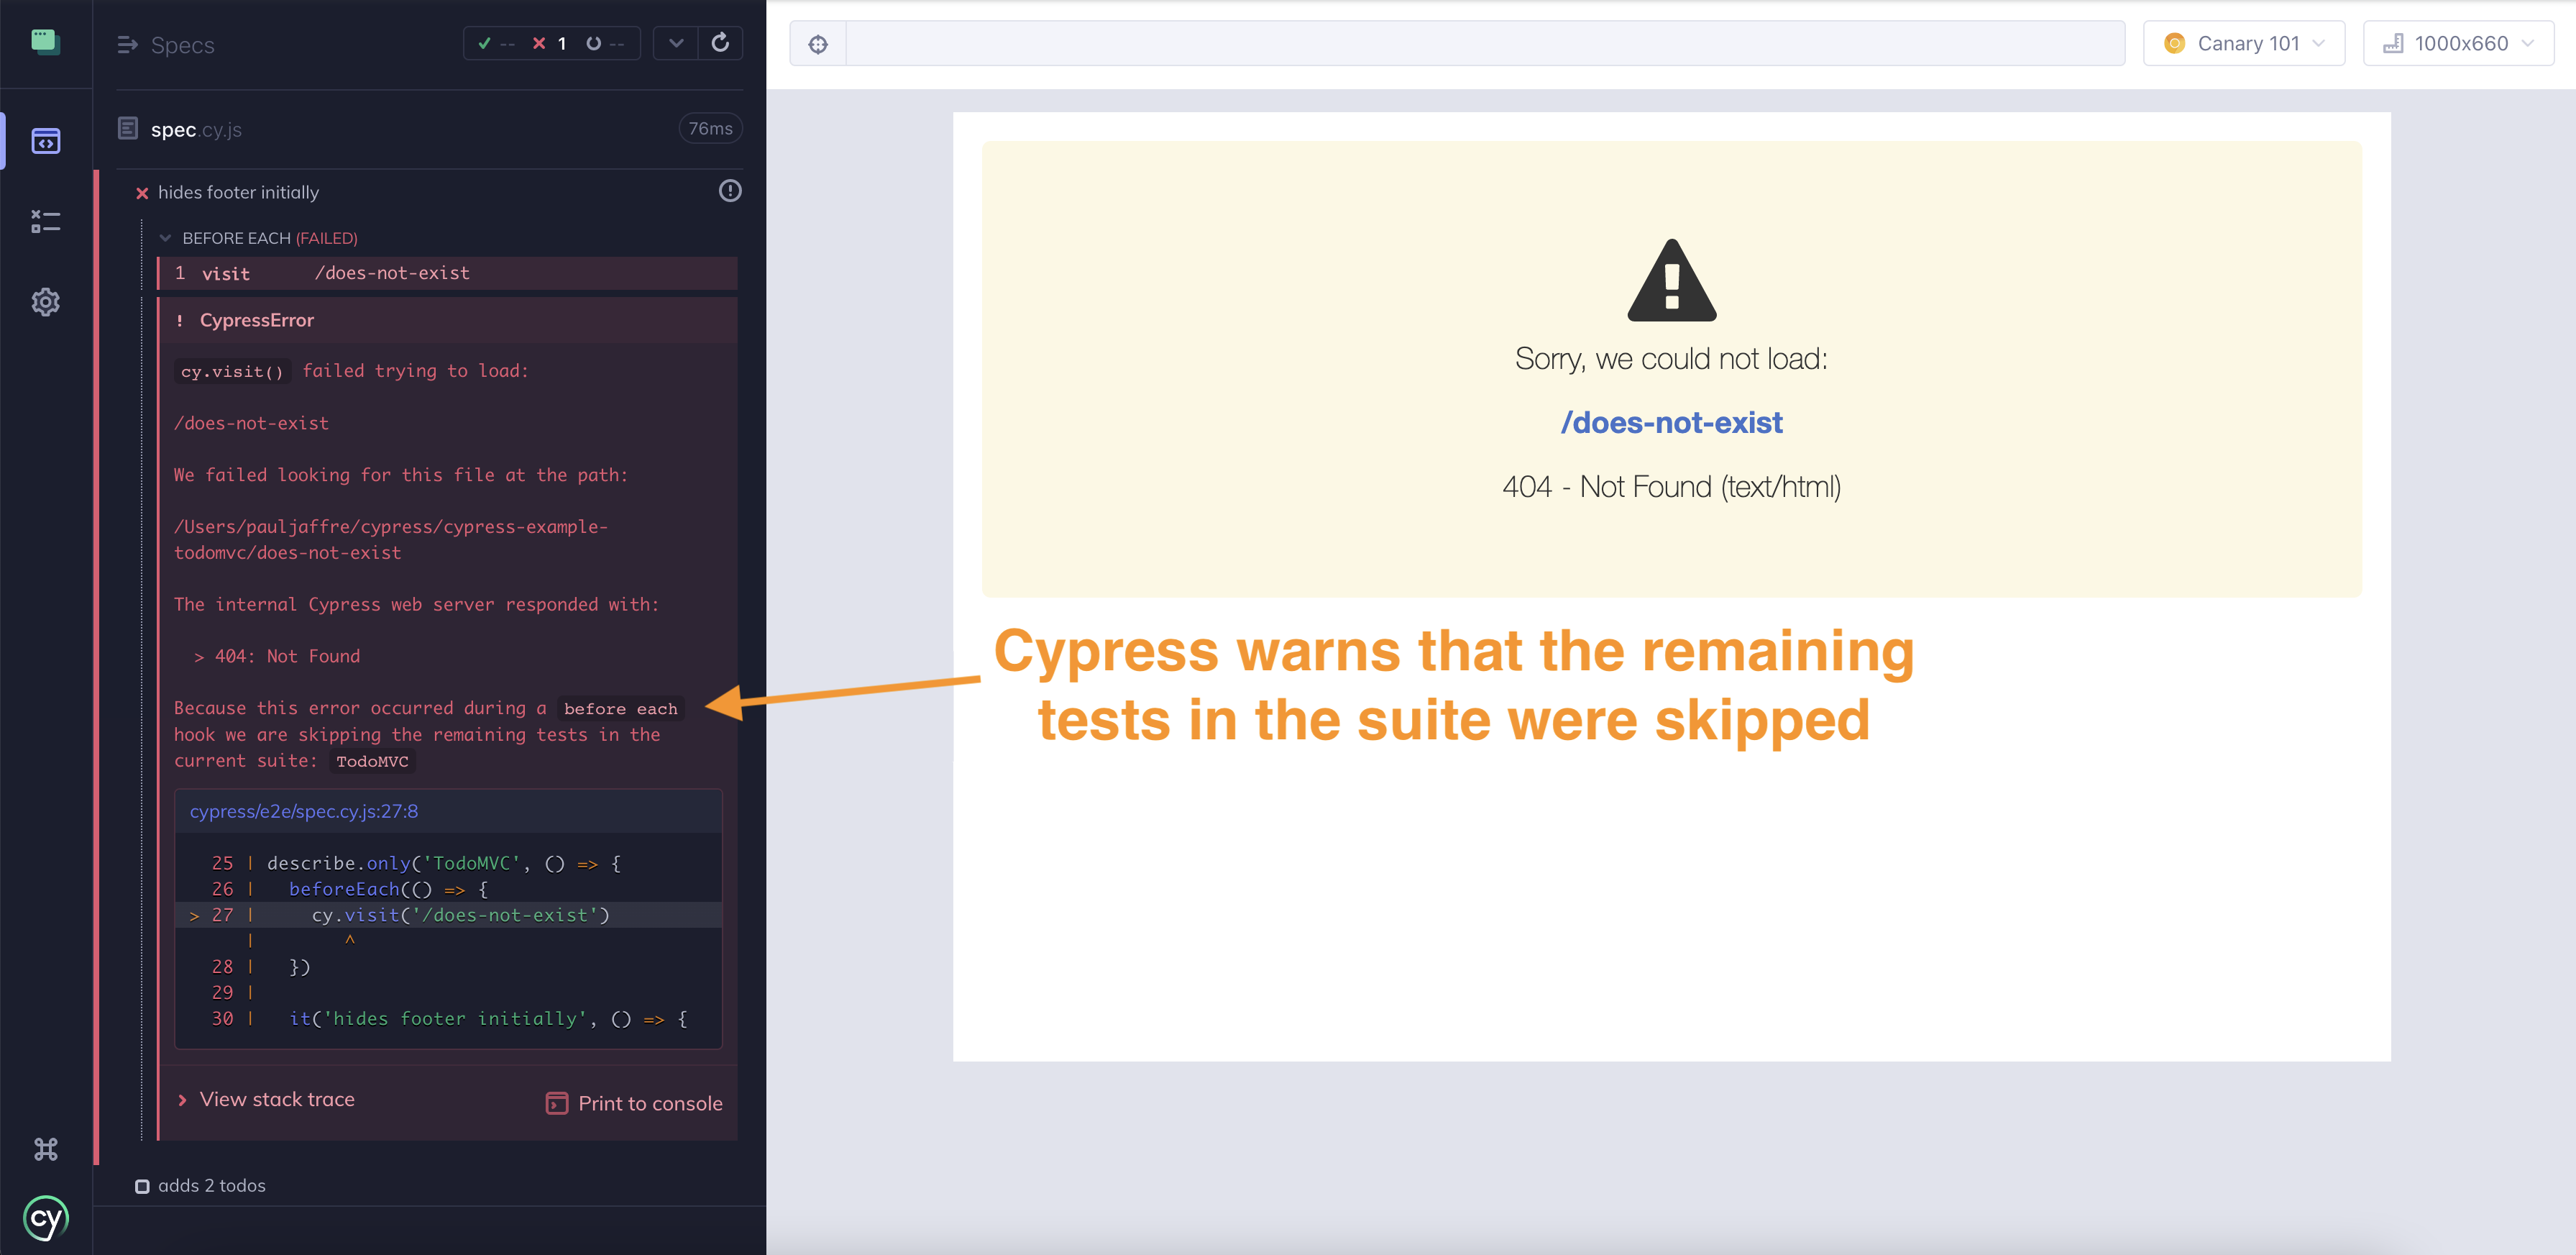 Specs
-- 1 --
spec.cy.js
76ms
hides footer initially
BEFORE EACH (FAILED)
1 visit /does-not-exist
! CypressError
cy.visit() failed trying to load:
/does-not-exist
We failed looking for this file at the path:
/Users/pauljaffre/cypress/cypress-example-
todomvc/does-not-exist
The internal Cypress web server responded with:
> 404: Not Found
Because this error occurred during a before each
hook we are skipping the remaining tests in the
current suite: TodoMVC
cypress/e2e/spec.cy.js:27:8
25 | describe.only('TodoMVC', () => {
26 |   beforeEach(() => {
> 27 |     cy.visit('/does-not-exist')
|        ^
28 |   })
29 |
30 |   it('hides footer initially', () => {
View stack trace
Print to console
adds 2 todos
cy
Canary 101
1000x660
Sorry, we could not load:
/does-not-exist
404 - Not Found (text/html)
Cypress warns that the remaining
tests in the suite were skipped